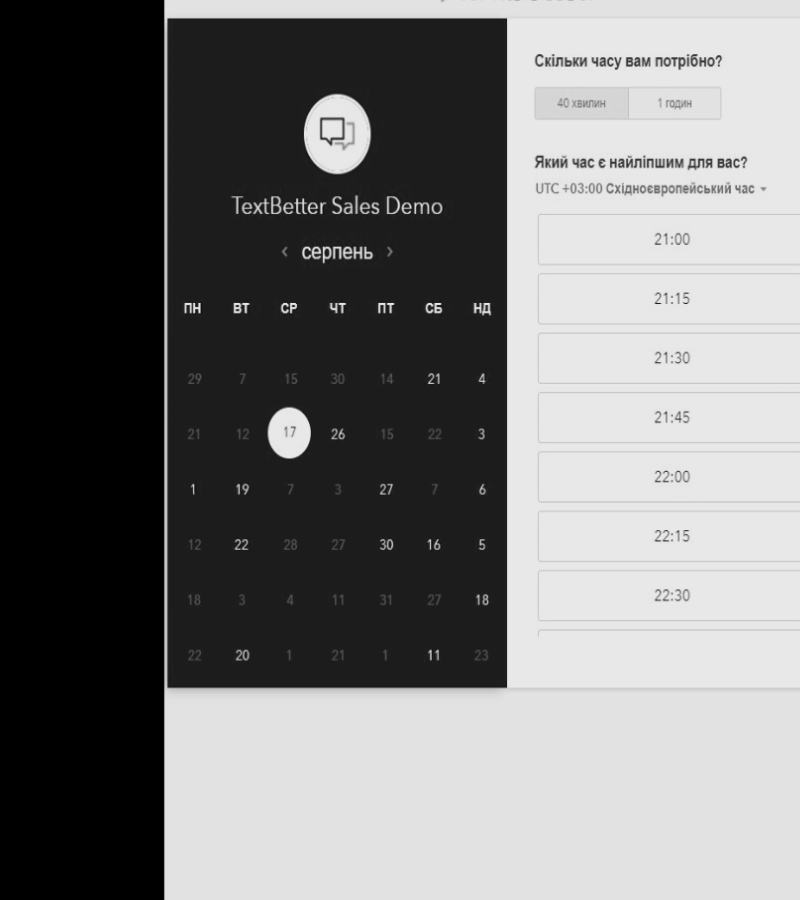 TextBetter Sales Demo
‹ серпень ›
ПН ВТ СР ЧТ ПТ СБ НД
29 7 15 30 14 21 4
21 12 17 26 15 22 3
1 19 7 3 27 7 6
12 22 28 27 30 16 5
18 3 4 11 31 27 18
22 20 1 21 1 11 23
Скільки часу вам потрібно?
40 хвилин 1 годин
Який час є найліпшим для вас?
UTC +03:00 Східноєвропейський час
21:00
21:15
21:30
21:45
22:00
22:15
22:30